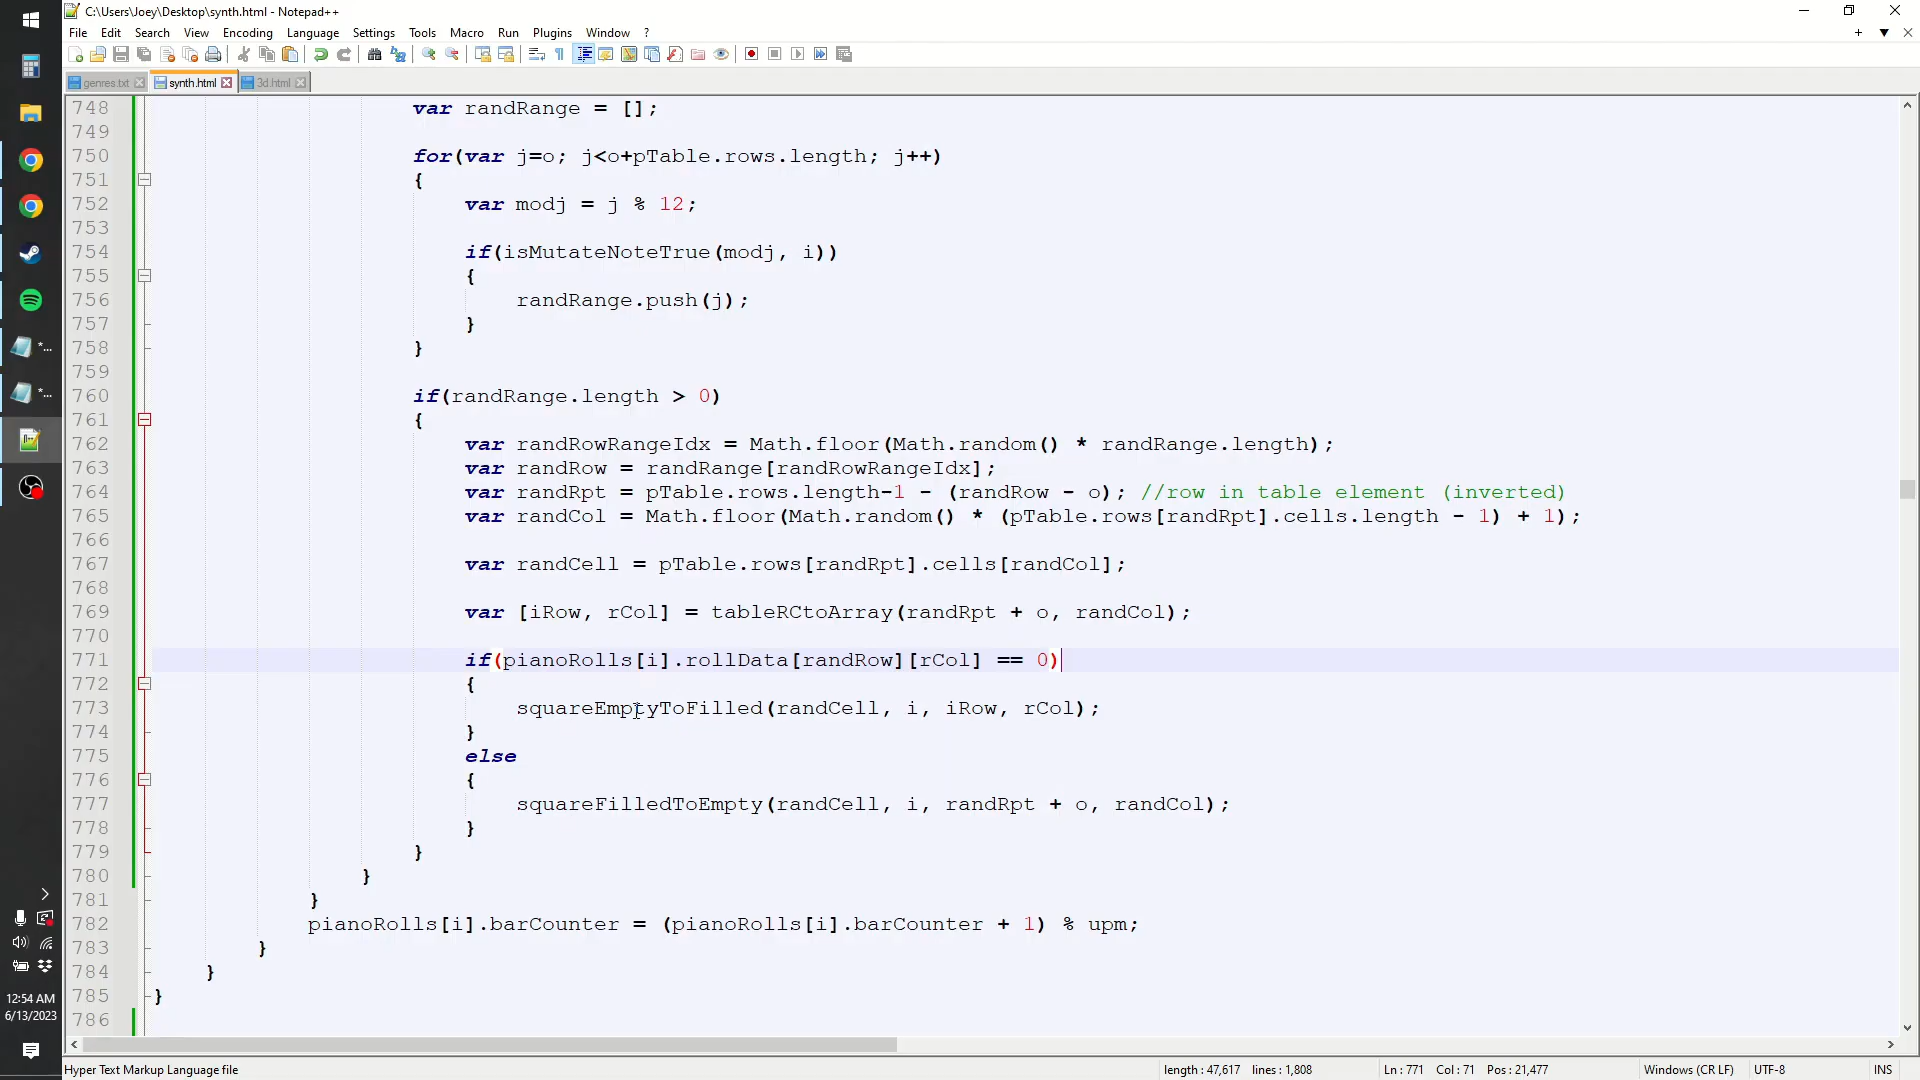 C:\Users\Joey\Desktop\synth.html - Notepad++
File Edit Search View Encoding Language Settings Tools Macro Run Plugins Window ?
genres.txt synth.html 3d.html
748 var randRange = [];
749
750 for(var j=o; j<o+pTable.rows.length; j++)
751 {
752 var modj = j % 12;
753
754 if(isMutateNoteTrue(modj, i))
755 {
756 randRange.push(j);
757 }
758 }
759
760 if(randRange.length > 0)
761 {
762 var randRowRangeIdx = Math.floor(Math.random() * randRange.length);
763 var randRow = randRange[randRowRangeIdx];
764 var randRpt = pTable.rows.length-1 - (randRow - o); //row in table element (inverted)
765 var randCol = Math.floor(Math.random() * (pTable.rows[randRpt].cells.length - 1) + 1);
766
767 var randCell = pTable.rows[randRpt].cells[randCol];
768
769 var [iRow, rCol] = tableRCtoArray(randRpt + o, randCol);
770
771 if(pianoRolls[i].rollData[randRow][rCol] == 0)
772 {
773 squareEmptyToFilled(randCell, i, iRow, rCol);
774 }
775 else
776 {
777 squareFilledToEmpty(randCell, i, randRpt + o, randCol);
778 }
779 }
780 }
781 }
782 pianoRolls[i].barCounter = (pianoRolls[i].barCounter + 1) % upm;
783 }
784 }
785 }
786
12:54 AM
6/13/2023
Hyper Text Markup Language file length : 47,617 lines : 1,808 Ln : 771 Col : 71 Pos : 21,477 Windows (CR LF) UTF-8 INS